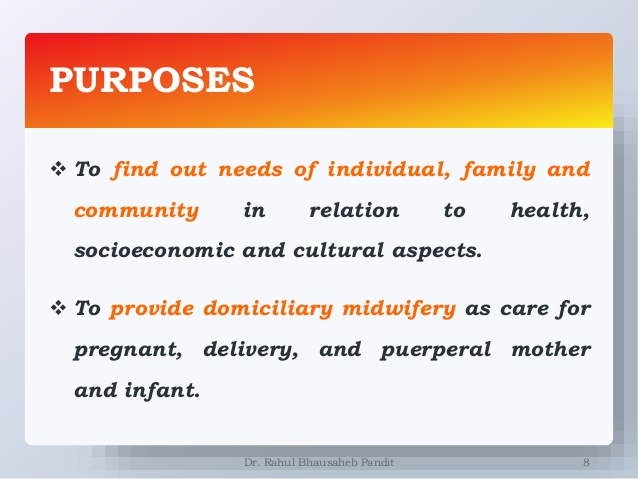 PURPOSES
❖ To find out needs of individual, family and
community in relation to health,
socioeconomic and cultural aspects.
❖ To provide domiciliary midwifery as care for
pregnant, delivery, and puerperal mother
and infant.
Dr. Rahul Bhausaheb Pandit 8